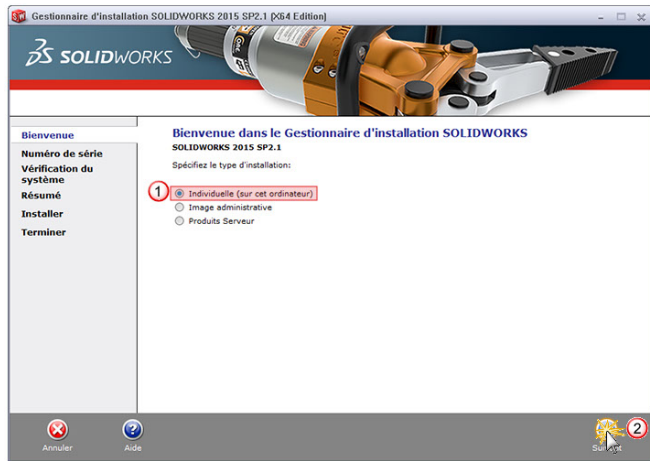 Gestionnaire d'installation SOLIDWORKS 2015 SP2.1 (X64 Edition)
SOLIDWORKS
Bienvenue
Numéro de série
Vérification du
système
Résumé
Installer
Terminer
Bienvenue dans le Gestionnaire d'installation SOLIDWORKS
SOLIDWORKS 2015 SP2.1
Spécifiez le type d'installation:
1 Individuelle (sur cet ordinateur)
Image administrative
Produits Serveur
Annuler
Aide
2